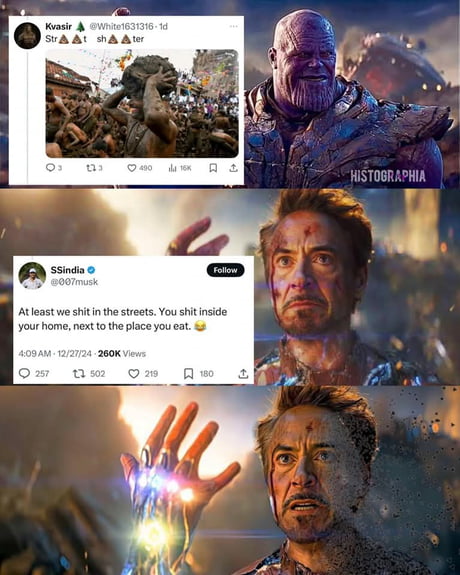 Kvasir 🌲 @White1631316 · 1d
Str💩💩t sh💩💩ter
3 3 490 16K
HISTOGRAPHIA
SSindia
@007musk
Follow
At least we shit in the streets. You shit inside
your home, next to the place you eat. 😂
4:09 AM · 12/27/24 · 260K Views
257 502 219 180